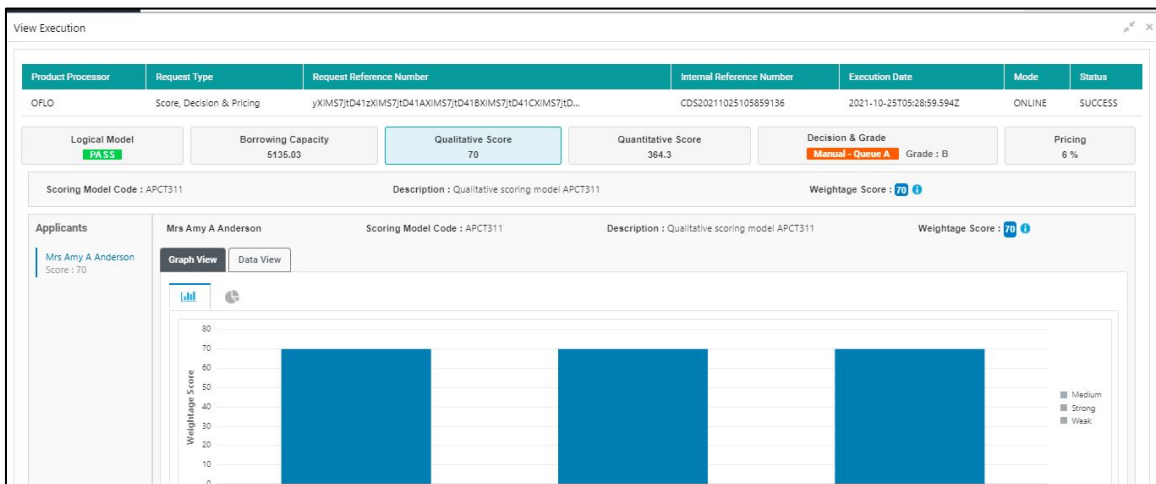 View Execution
Product Processor Request Type Request Reference Number Internal Reference Number Execution Date Mode Status
OFLO Score, Decision & Pricing yXIMS7JtD41zXIMS7JtD41AXIMS7JtD41BXIMS7JtD41CXIMS7JtD... CDS20211025105859136 2021-10-25T05:28:59.594Z ONLINE SUCCESS
Logical Model Borrowing Capacity Qualitative Score Quantitative Score Decision & Grade Pricing
PASS 5135.03 70 364.3 Manual - Queue A Grade : B 6 %
Scoring Model Code : APCT311 Description : Qualitative scoring model APCT311 Weightage Score : 70
Applicants Mrs Amy A Anderson Scoring Model Code : APCT311 Description : Qualitative scoring model APCT311 Weightage Score : 70
Mrs Amy A Anderson
Score : 70
Graph View Data View
Weightage Score
80
70
60
50
40
30
20
10
0
Medium
Strong
Weak